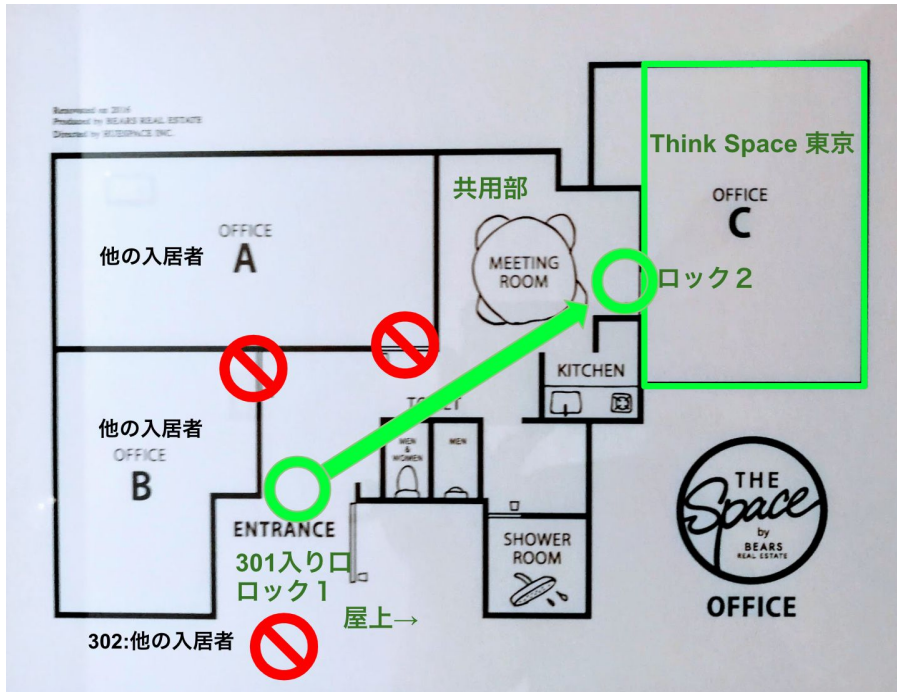 Renovated on 2016
Produced by BEARS REAL ESTATE
Directed by HUESPACE INC.
Think Space 東京
OFFICE
C
共用部
OFFICE
A
他の入居者
MEETING
ROOM
ロック２
KITCHEN
TOILET
MEN
&
WOMEN
MEN
他の入居者
OFFICE
B
ENTRANCE
301入り口
ロック１
SHOWER
ROOM
屋上→
302:他の入居者
THE
Space
by
BEARS
REAL ESTATE
OFFICE